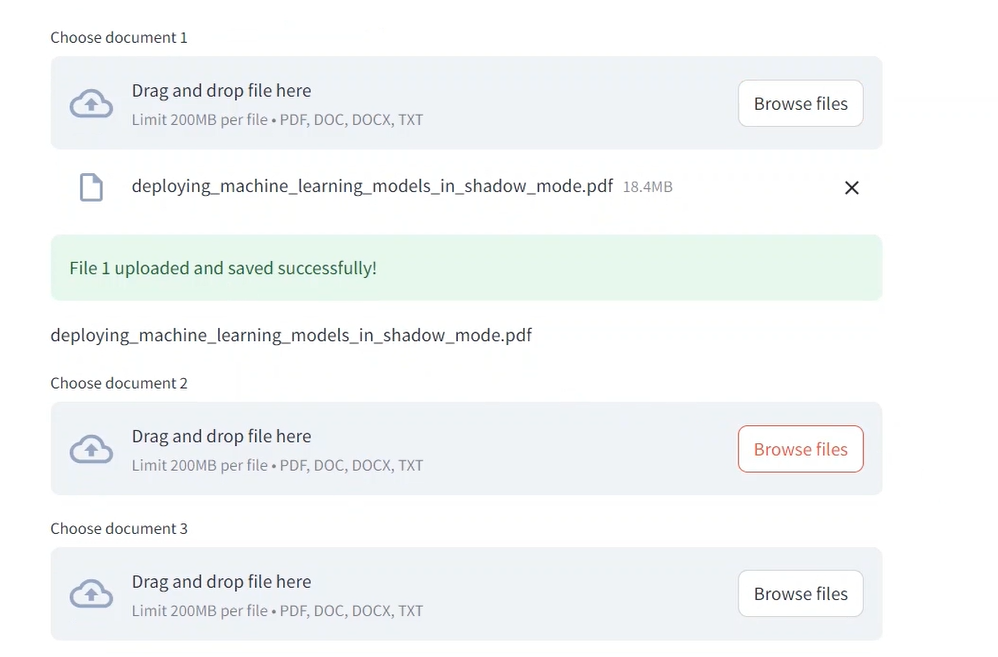 Choose document 1
Drag and drop file here
Limit 200MB per file • PDF, DOC, DOCX, TXT
Browse files
deploying_machine_learning_models_in_shadow_mode.pdf 18.4MB
File 1 uploaded and saved successfully!
deploying_machine_learning_models_in_shadow_mode.pdf
Choose document 2
Drag and drop file here
Limit 200MB per file • PDF, DOC, DOCX, TXT
Browse files
Choose document 3
Drag and drop file here
Limit 200MB per file • PDF, DOC, DOCX, TXT
Browse files